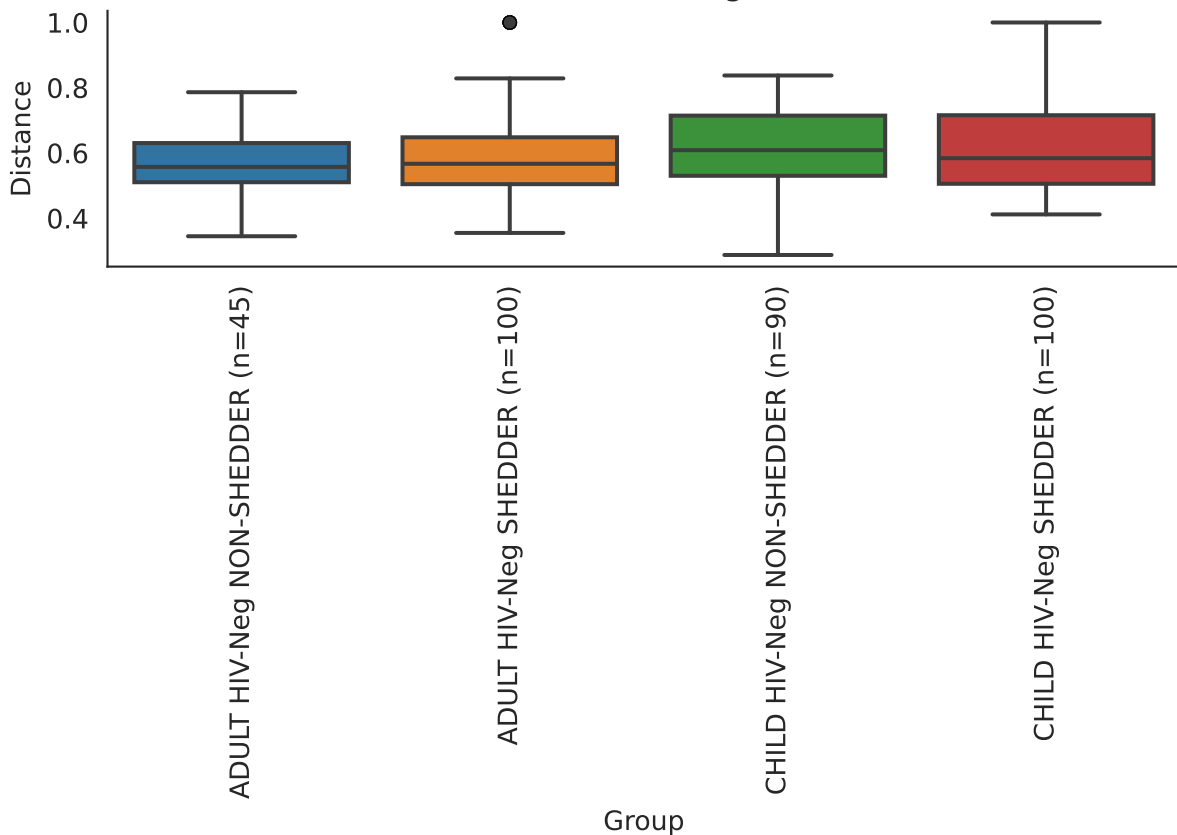 1.0
0.8
0.6
0.4
Distance
ADULT HIV-Neg NON-SHEDDER (n=45)
ADULT HIV-Neg SHEDDER (n=100)
CHILD HIV-Neg NON-SHEDDER (n=90)
CHILD HIV-Neg SHEDDER (n=100)
Group